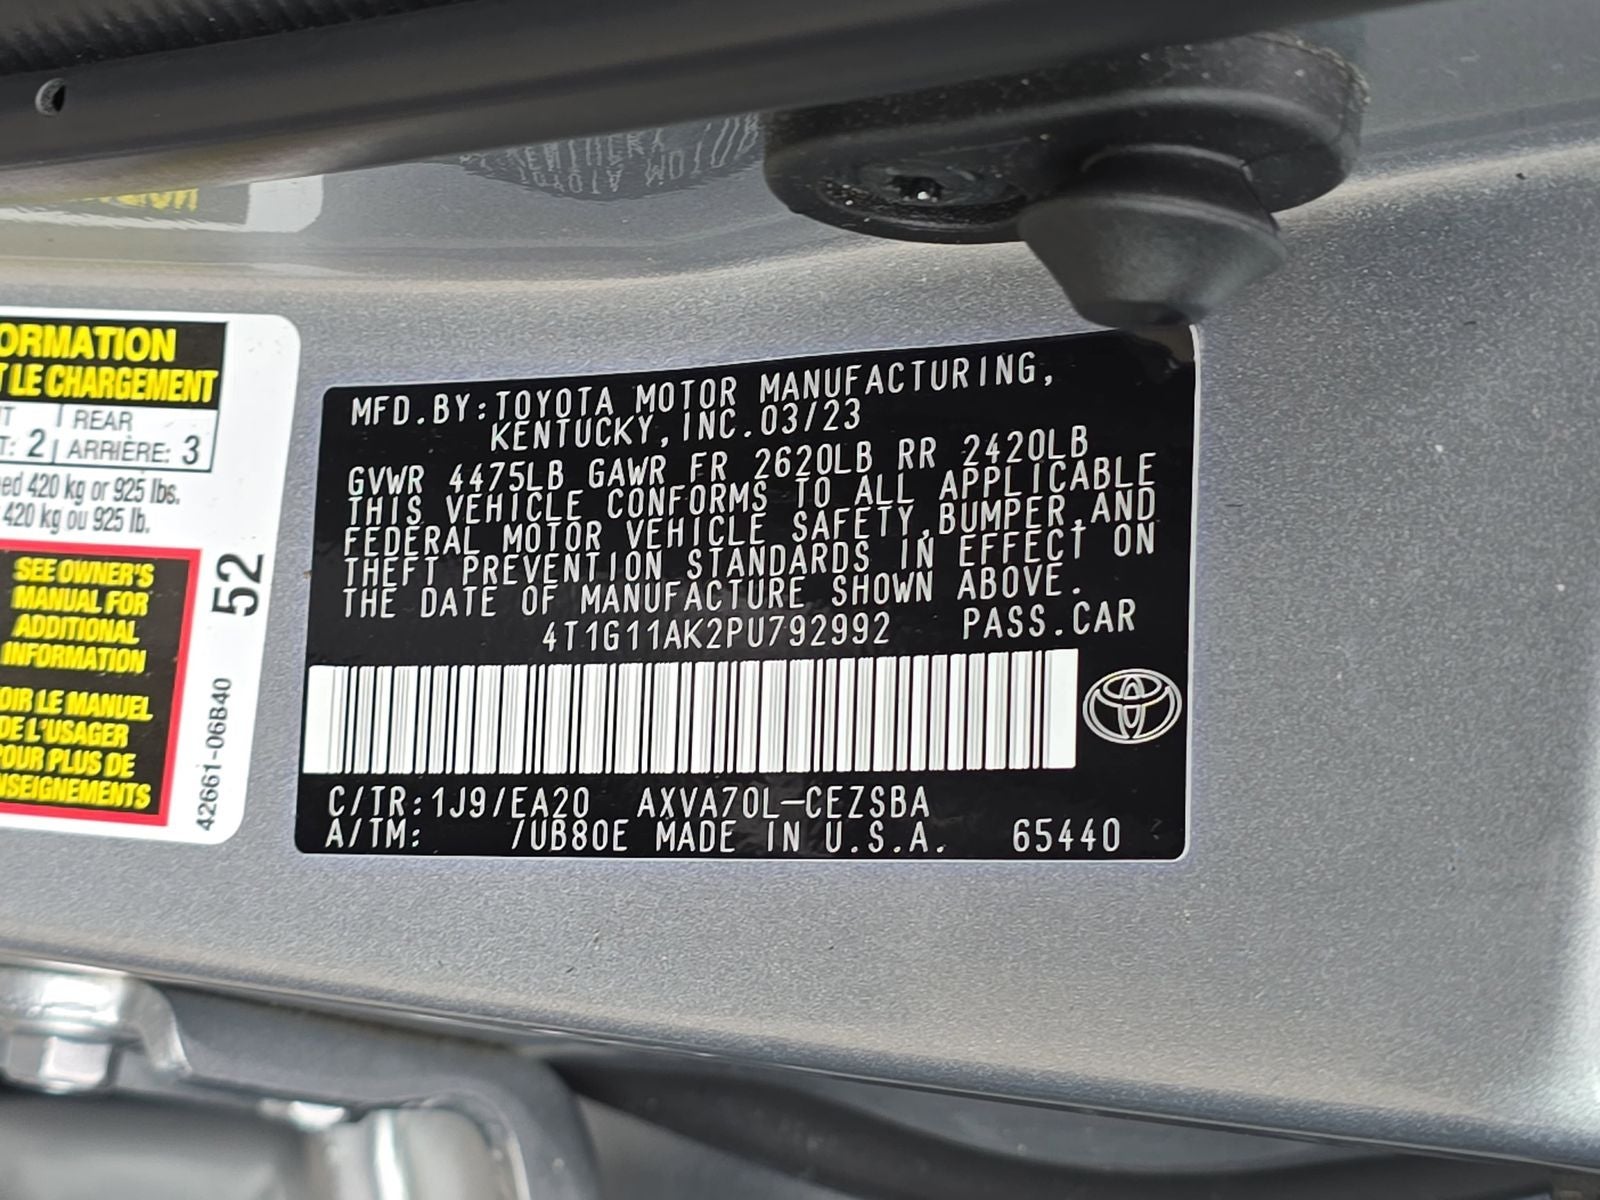 ORMATION
T LE CHARGEMENT
REAR
: 2 ARRIÈRE: 3
ed 420 kg or 925 lbs.
420 kg ou 925 lb.
SEE OWNER'S
MANUAL FOR
ADDITIONAL
INFORMATION
OIR LE MANUEL
DE L'USAGER
POUR PLUS DE
NSEIGNEMENTS
52
42661-06B40
MFD.BY:TOYOTA MOTOR MANUFACTURING,
KENTUCKY,INC.03/23
GVWR 4475LB GAWR FR 2620LB RR 2420LB
THIS VEHICLE CONFORMS TO ALL APPLICABLE
FEDERAL MOTOR VEHICLE SAFETY,BUMPER,AND
THEFT PREVENTION STANDARDS IN EFFECT ON
THE DATE OF MANUFACTURE SHOWN ABOVE.
4T1G11AK2PU792992 PASS.CAR
C/TR:1J9/EA20 AXVA70L-CEZSBA
A/TM: /UB80E MADE IN U.S.A. 65440